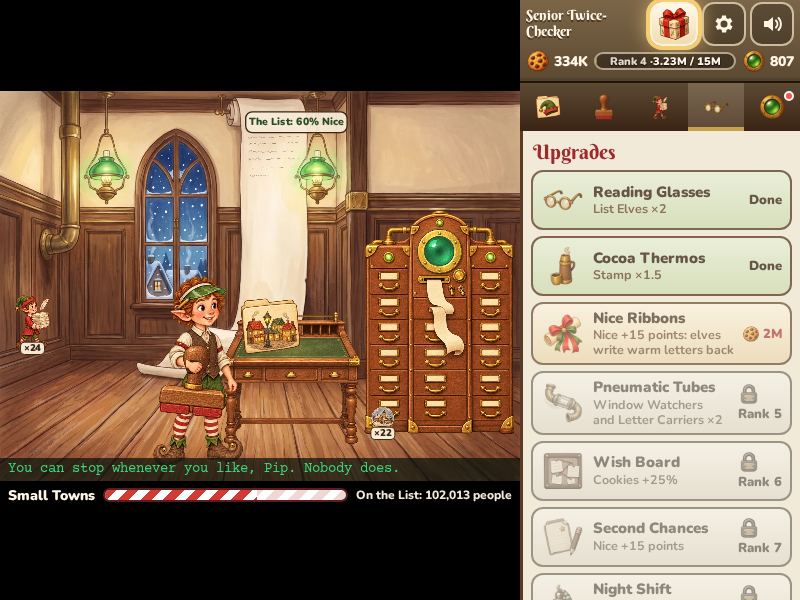 Senior Twice-
Checker
334K
Rank 4 ·3.23M / 15M
807
The List: 60% Nice
×24
×22
You can stop whenever you like, Pip. Nobody does.
Small Towns
On the List: 102,013 people
Upgrades
Reading Glasses
List Elves ×2
Done
Cocoa Thermos
Stamp ×1.5
Done
Nice Ribbons
Nice +15 points: elves
write warm letters back
2M
Pneumatic Tubes
Window Watchers
and Letter Carriers ×2
Rank 5
Wish Board
Cookies +25%
Rank 6
Second Chances
Nice +15 points
Rank 7
Night Shift